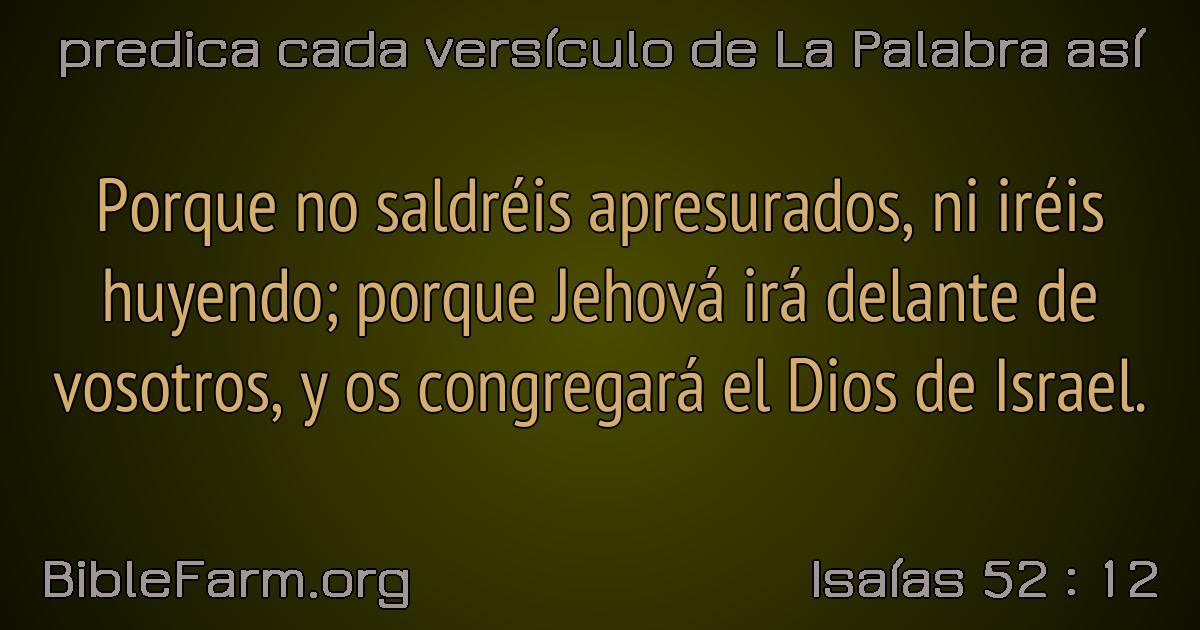 predica cada versículo de La Palabra así
Porque no saldréis apresurados, ni iréis
huyendo; porque Jehová irá delante de
vosotros, y os congregará el Dios de Israel.
BibleFarm.org
Isaías 52 : 12